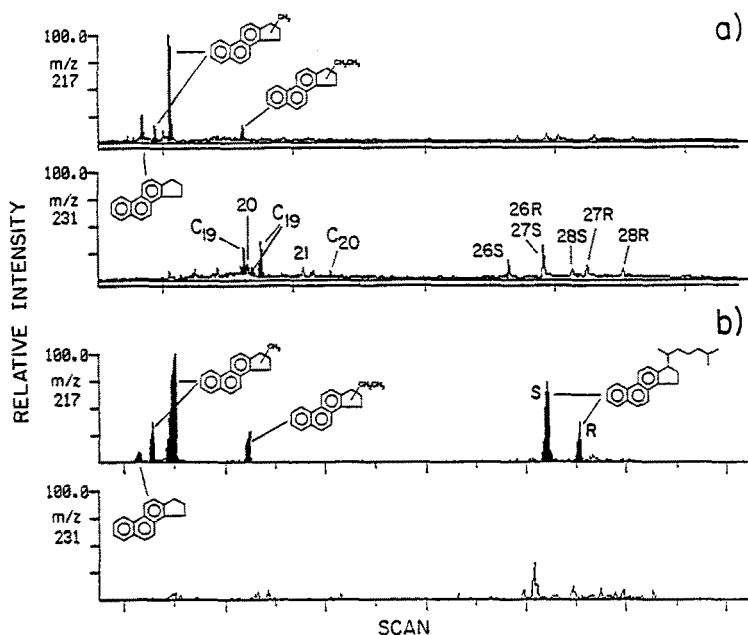 a)
CH₃
100.0
m/z
217
CH₂CH₃
100.0
m/z
231
C₁₉
20
C₁₉
21
C₂₀
26S
26R
27S
28S
27R
28R
b)
CH₃
100.0
m/z
217
CH₂CH₃
S
R
100.0
m/z
231
RELATIVE INTENSITY
SCAN